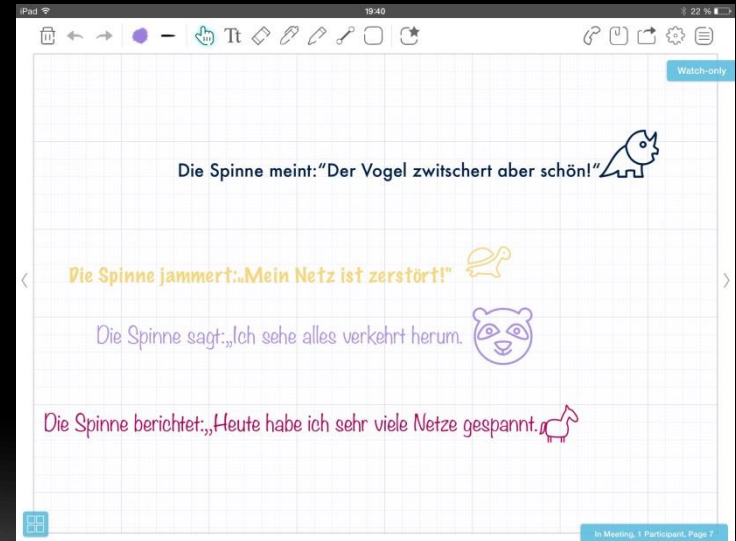 iPad 19:40 22 %
Tt
Watch-only
Die Spinne meint:“Der Vogel zwitschert aber schön!“
Die Spinne jammert:„Mein Netz ist zerstört!"
Die Spinne sagt:„Ich sehe alles verkehrt herum.
Die Spinne berichtet:„Heute habe ich sehr viele Netze gespannt.
In Meeting, 1 Participant, Page 7